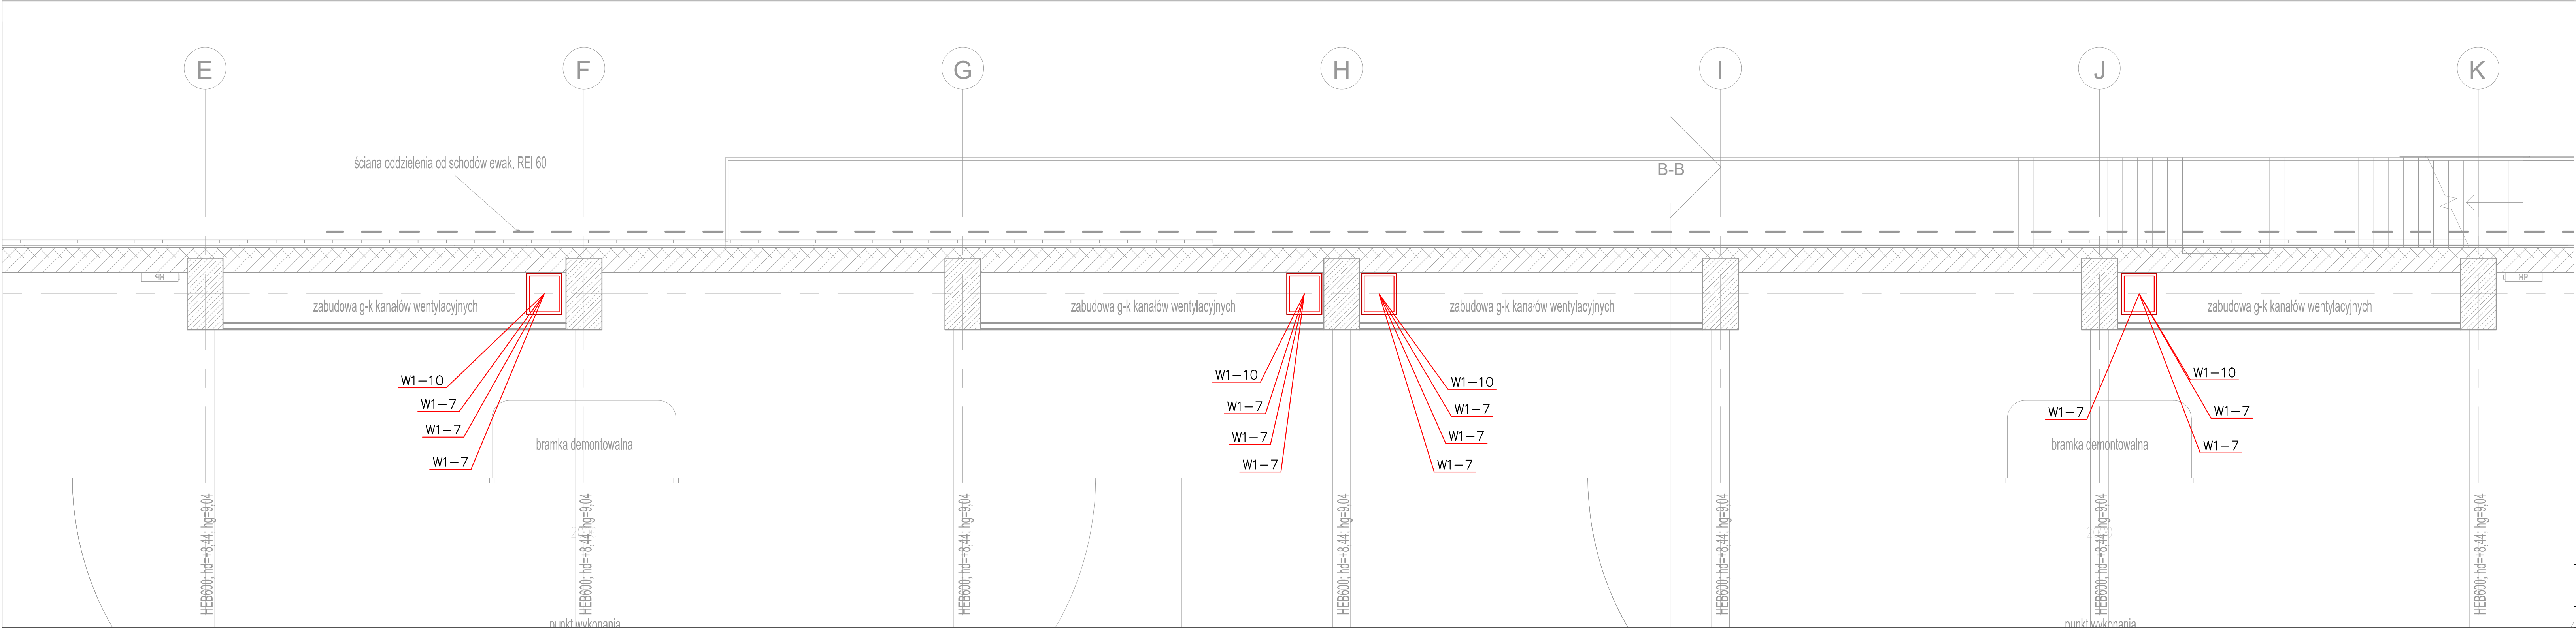 E
F
G
H
I
J
K
ściana oddzielenia od schodów ewak. REI 60
B-B
HP
HP
zabudowa g-k kanałów wentylacyjnych
zabudowa g-k kanałów wentylacyjnych
zabudowa g-k kanałów wentylacyjnych
zabudowa g-k kanałów wentylacyjnych
W1-10
W1-7
W1-7
W1-7
W1-10
W1-7
W1-7
W1-7
W1-10
W1-7
W1-7
W1-7
W1-10
W1-7
W1-7
W1-7
bramka demontowalna
bramka demontowalna
HEB600; hd=+8,44; hg=9,04
HEB600; hd=+8,44; hg=9,04
HEB600; hd=+8,44; hg=9,04
HEB600; hd=+8,44; hg=9,04
HEB600; hd=+8,44; hg=9,04
HEB600; hd=+8,44; hg=9,04
HEB600; hd=+8,44; hg=9,04
punkt wykonania
punkt wykonania